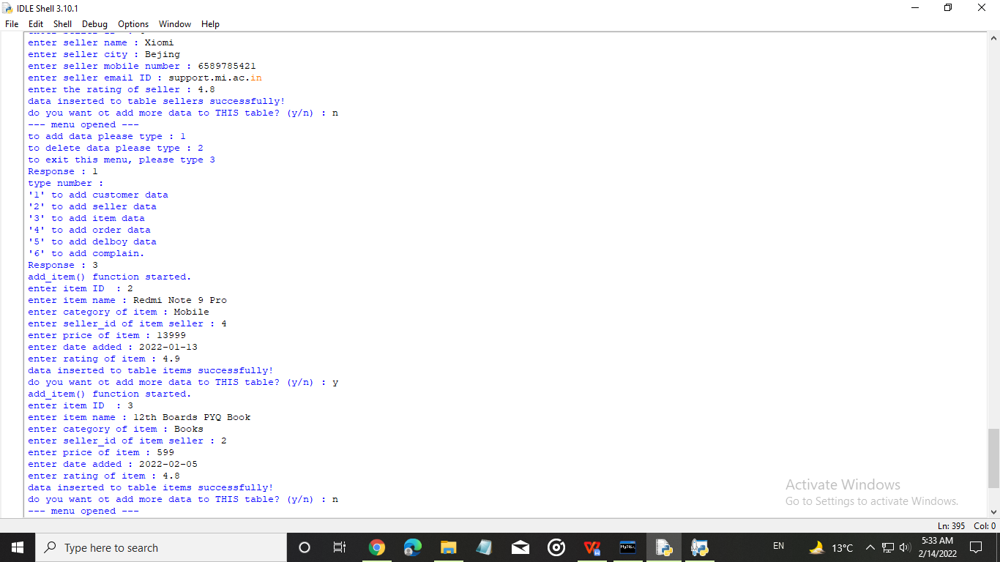 IDLE Shell 3.10.1
File Edit Shell Debug Options Window Help
enter seller name : Xiomi
enter seller city : Bejing
enter seller mobile number : 6589785421
enter seller email ID : support.mi.ac.in
enter the rating of seller : 4.8
data inserted to table sellers successfully!
do you want ot add more data to THIS table? (y/n) : n
--- menu opened ---
to add data please type : 1
to delete data please type : 2
to exit this menu, please type 3
Response : 1
type number :
'1' to add customer data
'2' to add seller data
'3' to add item data
'4' to add order data
'5' to add delboy data
'6' to add complain.
Response : 3
add_item() function started.
enter item ID  : 2
enter item name : Redmi Note 9 Pro
enter category of item : Mobile
enter seller_id of item seller : 4
enter price of item : 13999
enter date added : 2022-01-13
enter rating of item : 4.9
data inserted to table items successfully!
do you want ot add more data to THIS table? (y/n) : y
add_item() function started.
enter item ID  : 3
enter item name : 12th Boards PYQ Book
enter category of item : Books
enter seller_id of item seller : 2
enter price of item : 599
enter date added : 2022-02-05
enter rating of item : 4.8
data inserted to table items successfully!
do you want ot add more data to THIS table? (y/n) : n
--- menu opened ---
Activate Windows
Go to Settings to activate Windows.
Ln: 395 Col: 0
Type here to search
EN
13°C
5:33 AM
2/14/2022